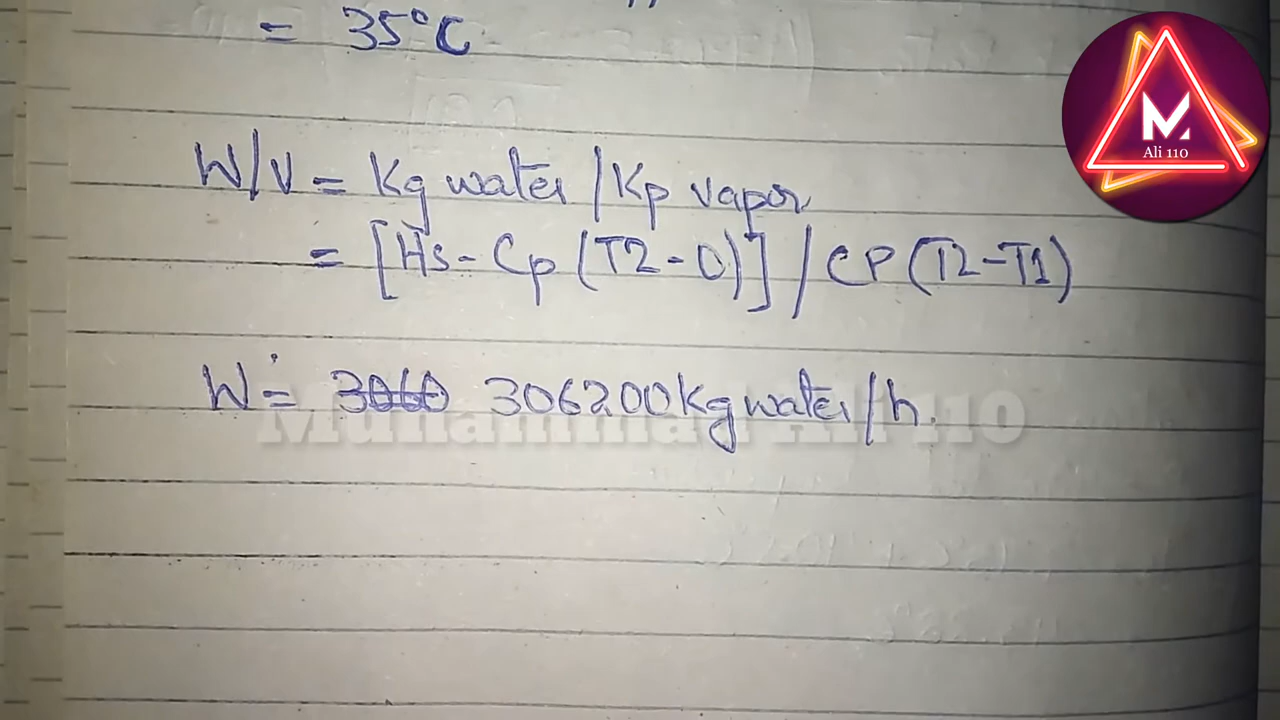 = 35°C
M
Ali 110
W/V = Kg water / Kp vapor
= [Hs - Cp (T2 - 0)] / CP (T2 - T1)
W = 3060 306200 Kg water / h.
Muhammad Ali 110